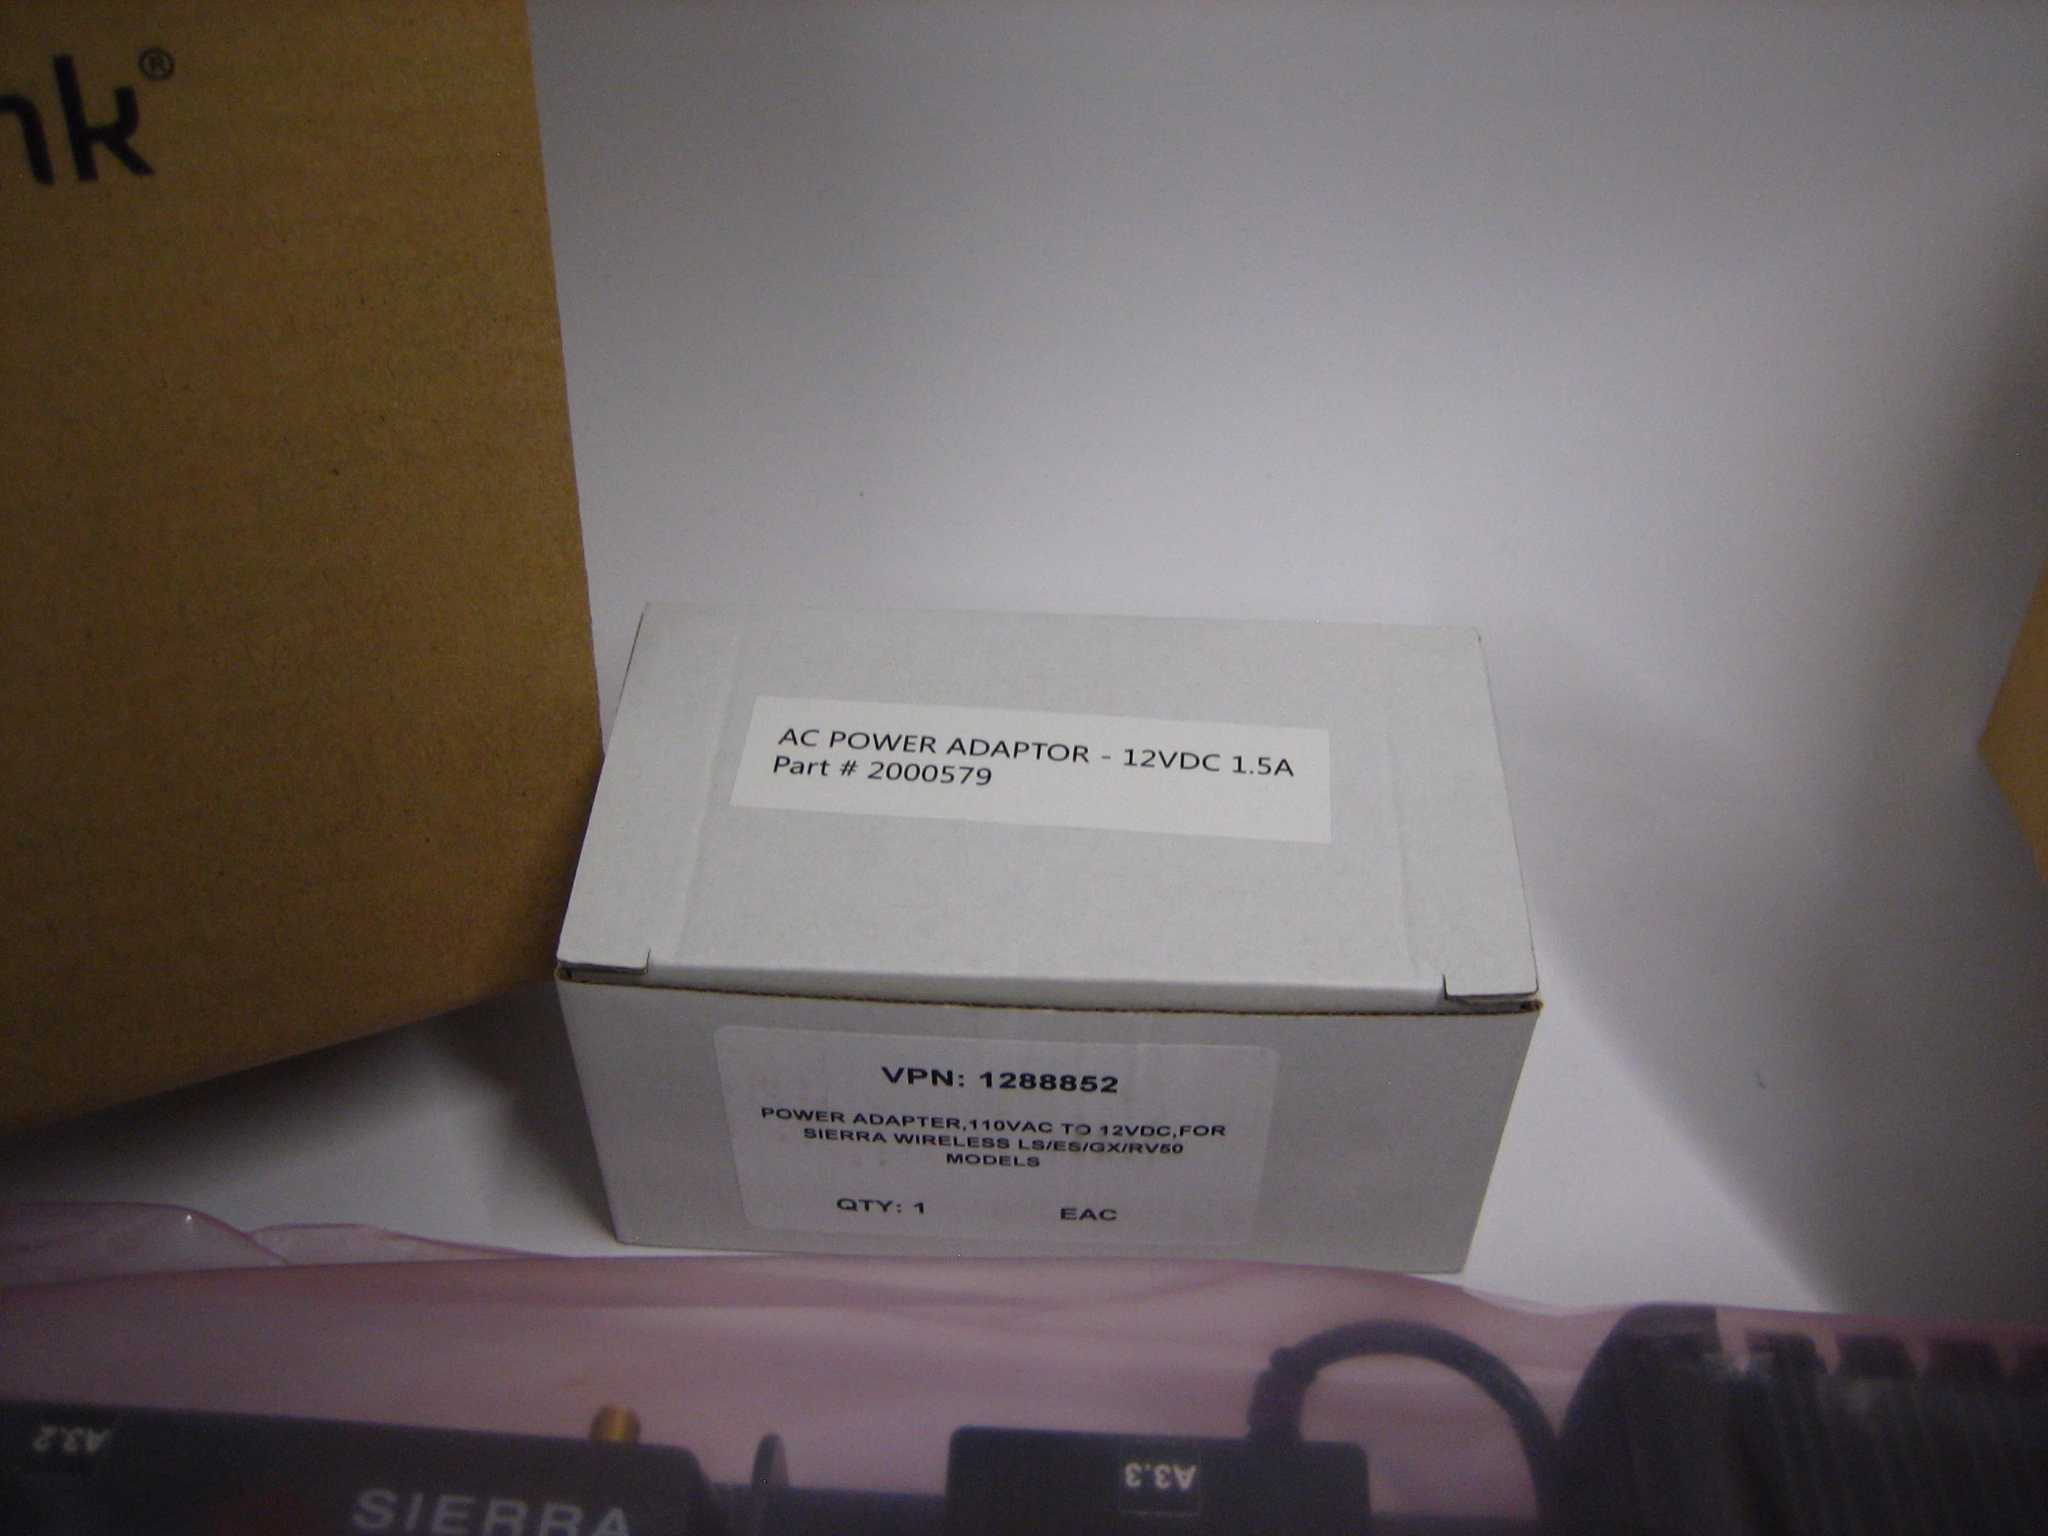 nk®
AC POWER ADAPTOR - 12VDC 1.5A
Part # 2000579
VPN: 1288852
POWER ADAPTER,110VAC TO 12VDC,FOR
SIERRA WIRELESS LS/ES/GX/RV50
MODELS
QTY: 1 EAC
A3.2
A3.3
SIERRA